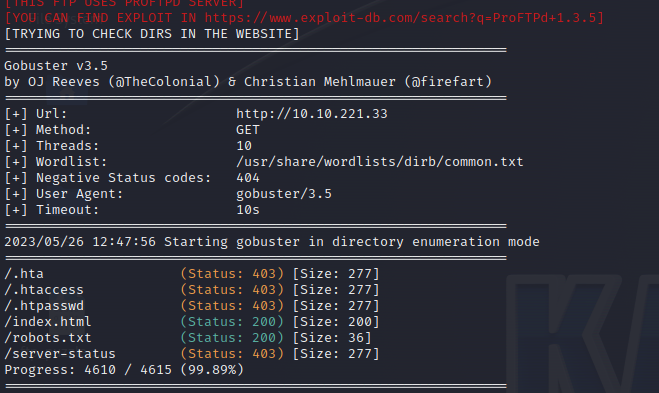 [THIS FTP USES PROFTPD SERVER]
[YOU CAN FIND EXPLOIT IN https://www.exploit-db.com/search?q=ProFTPd+1.3.5]
[TRYING TO CHECK DIRS IN THE WEBSITE]
===============================================================
Gobuster v3.5
by OJ Reeves (@TheColonial) & Christian Mehlmauer (@firefart)
===============================================================
[+] Url:                     http://10.10.221.33
[+] Method:                  GET
[+] Threads:                 10
[+] Wordlist:                /usr/share/wordlists/dirb/common.txt
[+] Negative Status codes:   404
[+] User Agent:              gobuster/3.5
[+] Timeout:                 10s
===============================================================
2023/05/26 12:47:56 Starting gobuster in directory enumeration mode
===============================================================
/.hta                 (Status: 403) [Size: 277]
/.htaccess            (Status: 403) [Size: 277]
/.htpasswd            (Status: 403) [Size: 277]
/index.html           (Status: 200) [Size: 200]
/robots.txt           (Status: 200) [Size: 36]
/server-status        (Status: 403) [Size: 277]
Progress: 4610 / 4615 (99.89%)
===============================================================